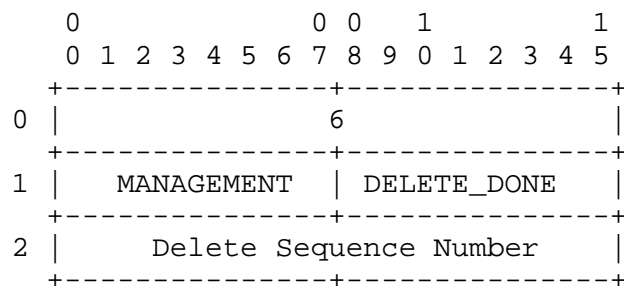 0 0 0 1 1
0 1 2 3 4 5 6 7 8 9 0 1 2 3 4 5
+---------------+---------------+
0 | 6 |
+---------------+---------------+
1 | MANAGEMENT | DELETE_DONE |
+---------------+---------------+
2 | Delete Sequence Number |
+---------------+---------------+